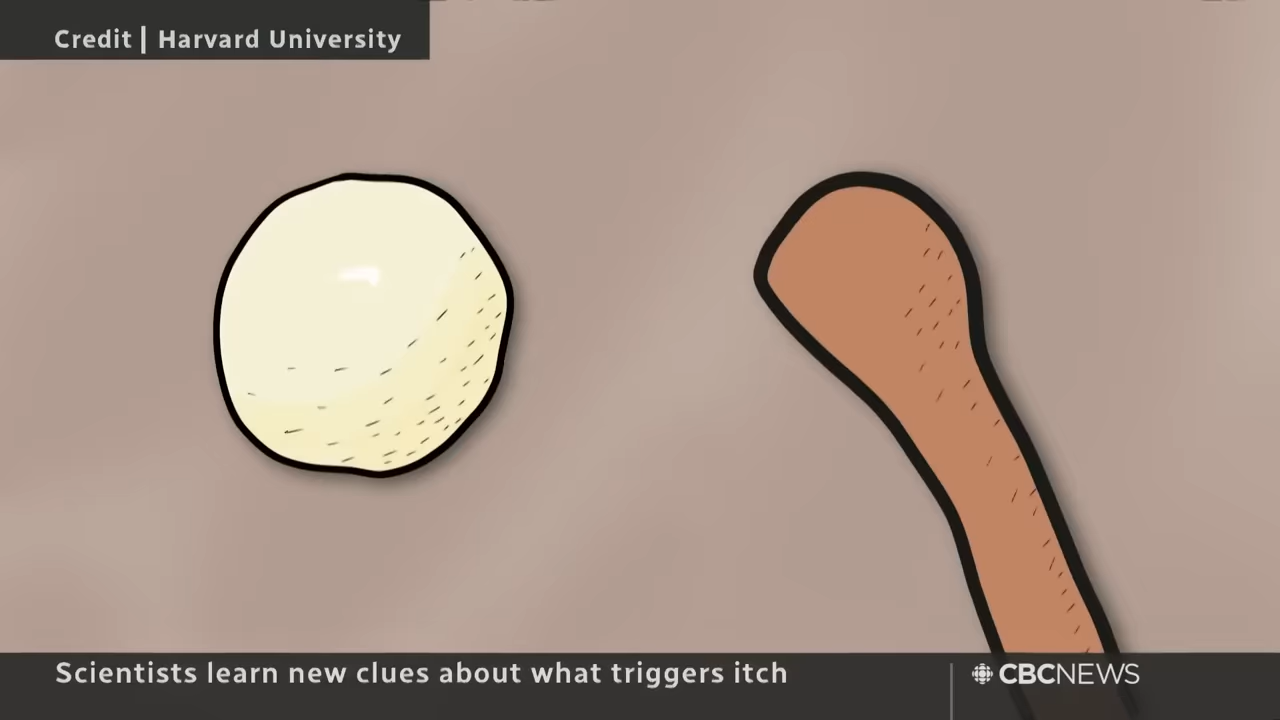 Credit | Harvard University
Scientists learn new clues about what triggers itch
CBCNEWS